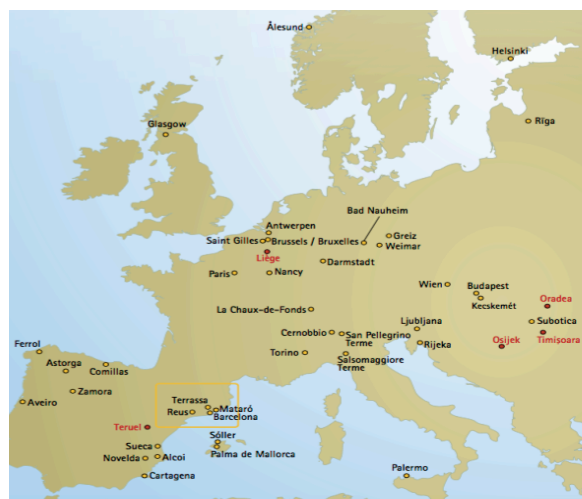 Ålesund
Helsinki
Rīga
Glasgow
Bad Nauheim
Antwerpen
Greiz
Saint Gilles
Brussels / Bruxelles
Weimar
Liège
Darmstadt
Paris
Nancy
Wien
Budapest
Kecskemét
Oradea
La Chaux-de-Fonds
Subotica
Ljubljana
Cernobbio
San Pellegrino
Terme
Timişoara
Osijek
Rijeka
Ferrol
Torino
Salsomaggiore
Terme
Astorga
Comillas
Zamora
Terrassa
Aveiro
Reus
Mataró
Barcelona
Teruel
Sóller
Sueca
Palma de Mallorca
Novelda
Alcoi
Palermo
Cartagena